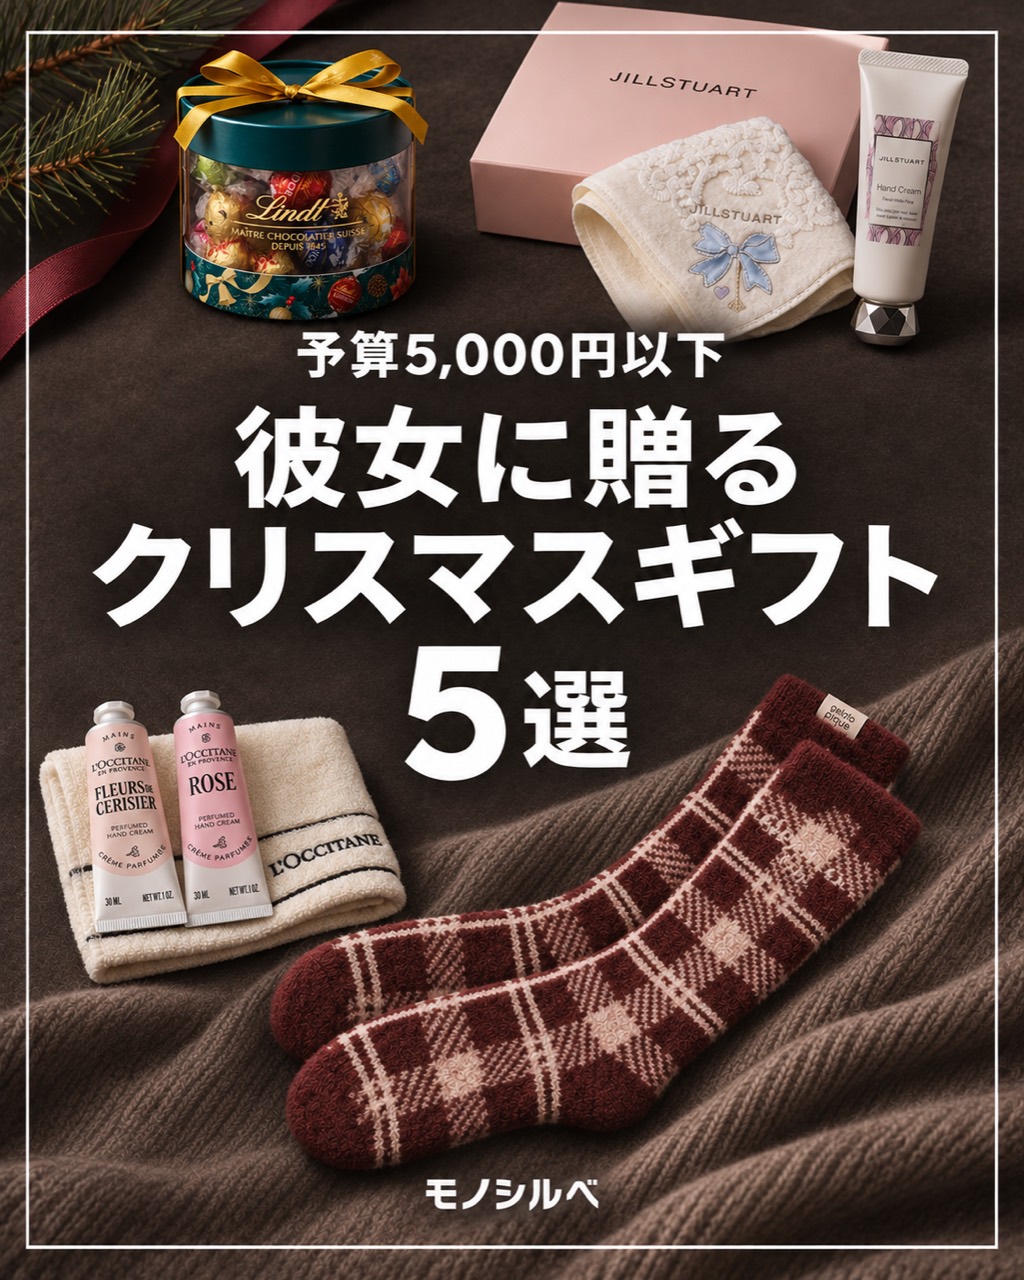 Lindt
MAÎTRE CHOCOLATIER SUISSE
DEPUIS 1845
Lindt
JILLSTUART
JILLSTUART
JILLSTUART
Hand Cream
予算5,000円以下
彼女に贈る
クリスマスギフト
5選
MAINS
L'OCCITANE
EN PROVENCE
FLEURS DE
CERISIER
PERFUMED
HAND CREAM
CRÈME PARFUMÉE
30 ML NET WT. 1 OZ.
MAINS
L'OCCITANE
EN PROVENCE
ROSE
PERFUMED
HAND CREAM
CRÈME PARFUMÉE
30 ML NET WT. 1 OZ.
L'OCCITANE
gelato
pique
モノシルベ